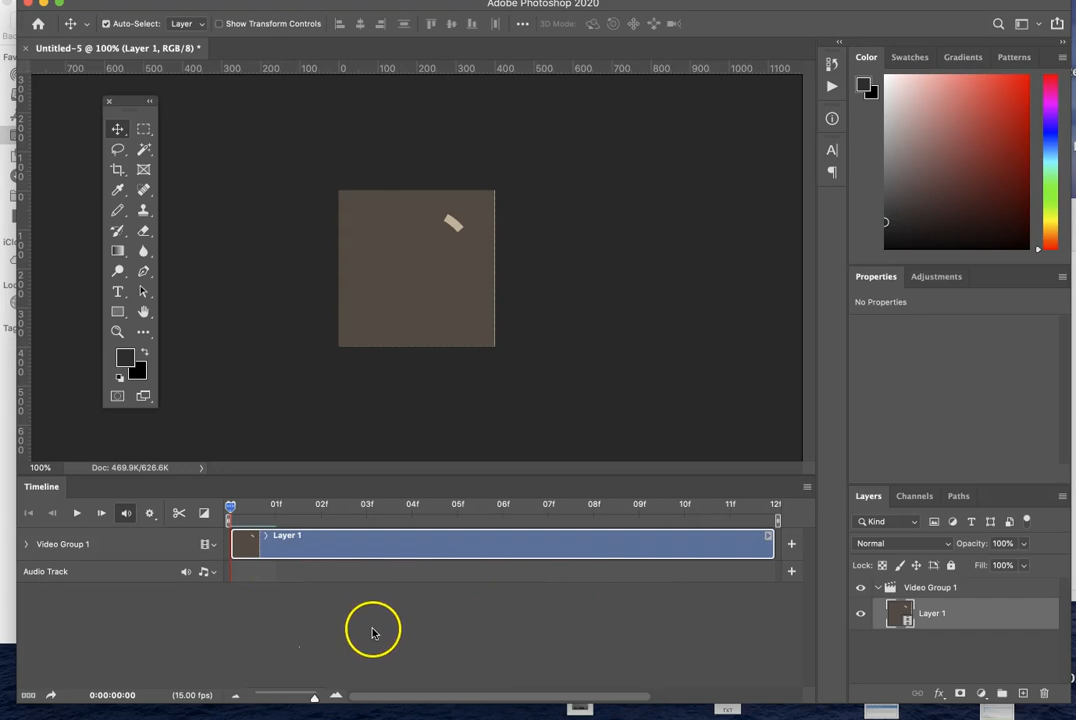 Adobe Photoshop 2020
Auto-Select: Layer Show Transform Controls 3D Mode:
Untitled-5 @ 100% (Layer 1, RGB/8) *
700 600 500 300 200 100 0 100 200 300 500 600 700 800 900 1000 1100
Color Swatches Gradients Patterns
Properties Adjustments
No Properties
100% Doc: 469.9K/626.6K
Timeline
01f 02f 03f 04f 05f 06f 07f 08f 09f 10f 11f 12f
Video Group 1 Layer 1
Audio Track
0:00:00:00 (15.00 fps)
Layers Channels Paths
Kind
Normal Opacity: 100%
Lock: Fill: 100%
Video Group 1
Layer 1
TXT